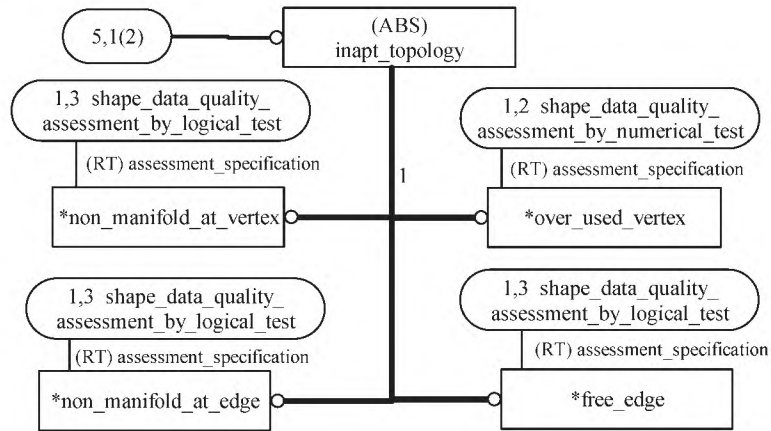 5,1(2)
(ABS)
inapt_topology
1,3 shape_data_quality_
assessment_by_logical_test
(RT) assessment_specification
*non_manifold_at_vertex
1,2 shape_data_quality_
assessment_by_numerical_test
(RT) assessment_specification
*over_used_vertex
1
1,3 shape_data_quality_
assessment_by_logical_test
(RT) assessment_specification
*non_manifold_at_edge
1,3 shape_data_quality_
assessment_by_logical_test
(RT) assessment_specification
*free_edge